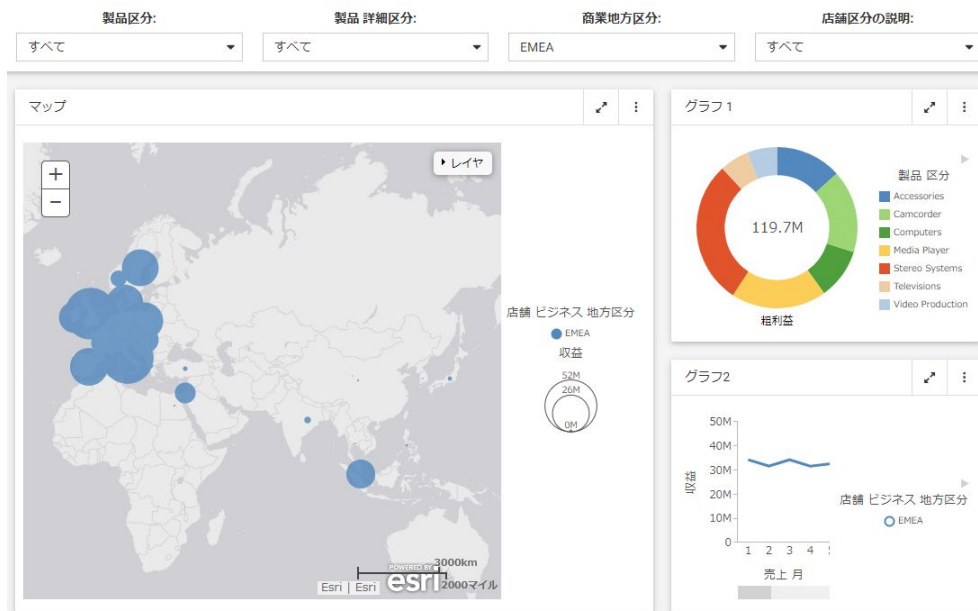 製品区分:
製品 詳細区分:
商業地方区分:
店舗区分の説明:
すべて
すべて
EMEA
すべて
マップ
レイヤ
+
−
店舗 ビジネス 地方区分
EMEA
収益
52M
26M
0M
3000km
2000マイル
POWERED BY
esri
Esri | Esri
グラフ 1
119.7M
粗利益
製品 区分
Accessories
Camcorder
Computers
Media Player
Stereo Systems
Televisions
Video Production
グラフ2
50M
40M
30M
20M
10M
0
収益
1 2 3 4
売上 月
店舗 ビジネス 地方区分
EMEA